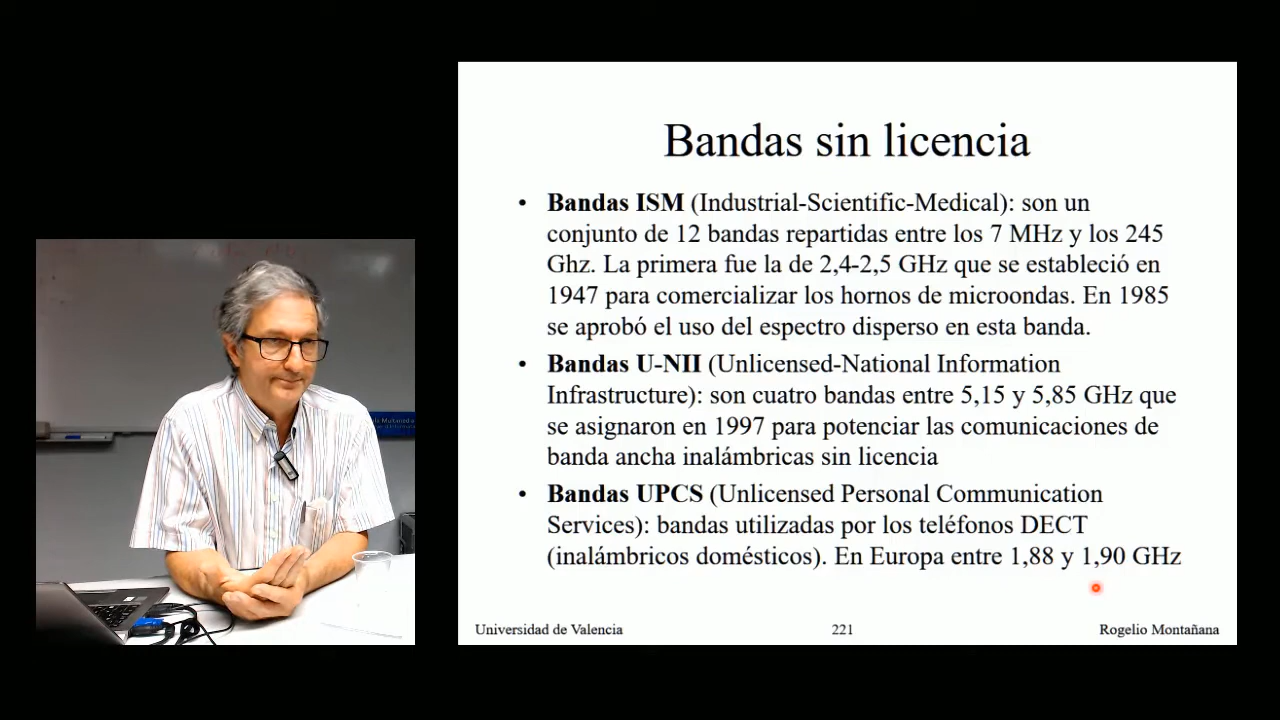 Bandas sin licencia
• Bandas ISM (Industrial-Scientific-Medical): son un
conjunto de 12 bandas repartidas entre los 7 MHz y los 245
Ghz. La primera fue la de 2,4-2,5 GHz que se estableció en
1947 para comercializar los hornos de microondas. En 1985
se aprobó el uso del espectro disperso en esta banda.
• Bandas U-NII (Unlicensed-National Information
Infrastructure): son cuatro bandas entre 5,15 y 5,85 GHz que
se asignaron en 1997 para potenciar las comunicaciones de
banda ancha inalámbricas sin licencia
• Bandas UPCS (Unlicensed Personal Communication
Services): bandas utilizadas por los teléfonos DECT
(inalámbricos domésticos). En Europa entre 1,88 y 1,90 GHz
Universidad de Valencia
221
Rogelio Montañana